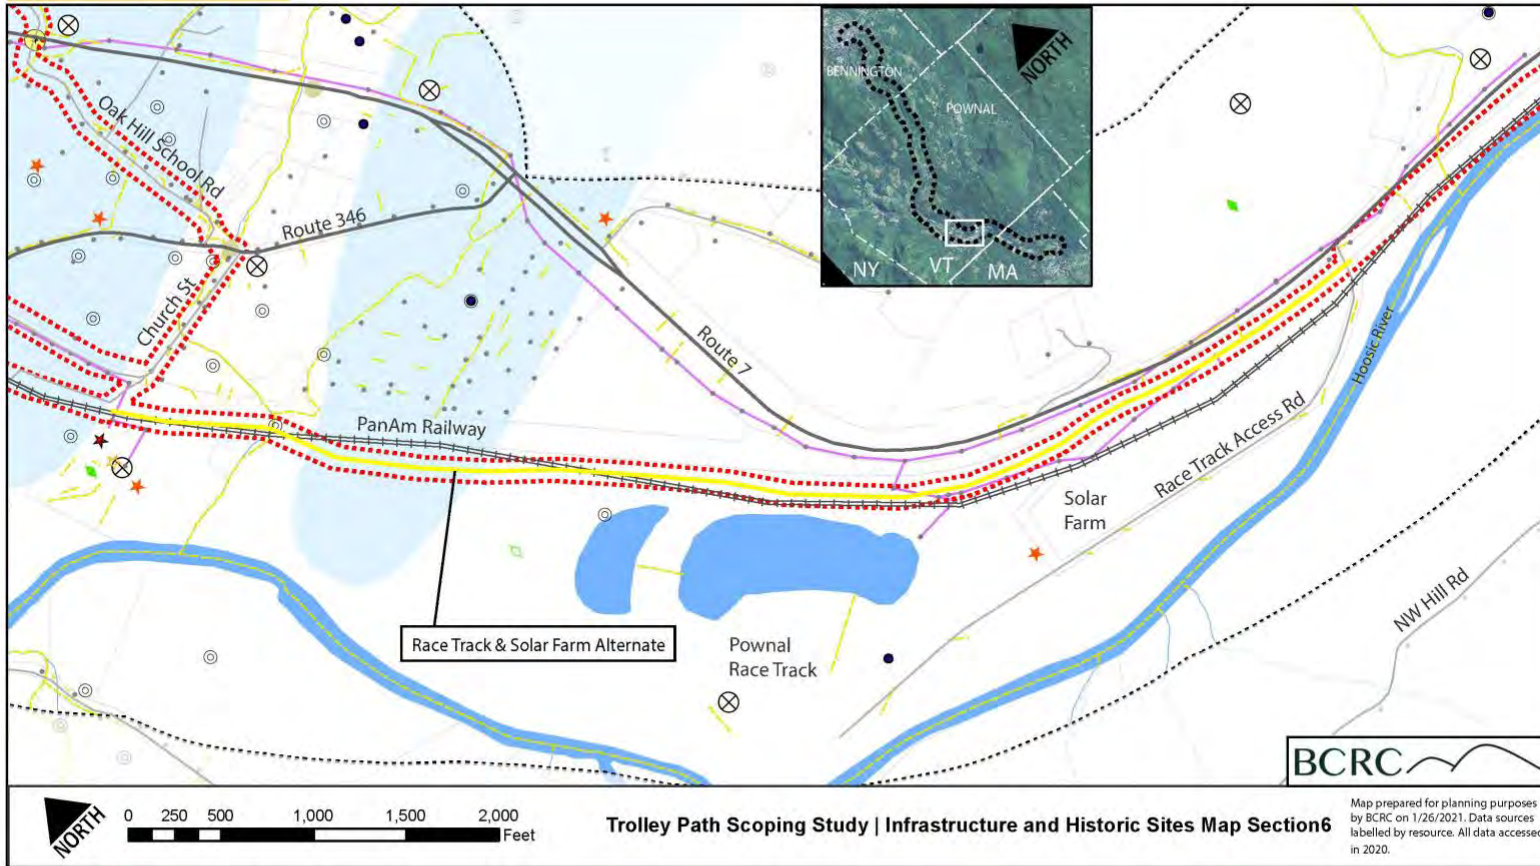 BENNINGTON
POWNAL
NORTH
NY
VT
MA
Oak Hill School Rd
Route 346
Church St
Route 7
PanAm Railway
Hoosic River
Race Track Access Rd
Solar
Farm
NW Hill Rd
Race Track & Solar Farm Alternate
Pownal
Race Track
BCRC
NORTH
0 250 500 1,000 1,500 2,000
Feet
Trolley Path Scoping Study | Infrastructure and Historic Sites Map Section6
Map prepared for planning purposes
by BCRC on 1/26/2021. Data sources
labelled by resource. All data accessed
in 2020.